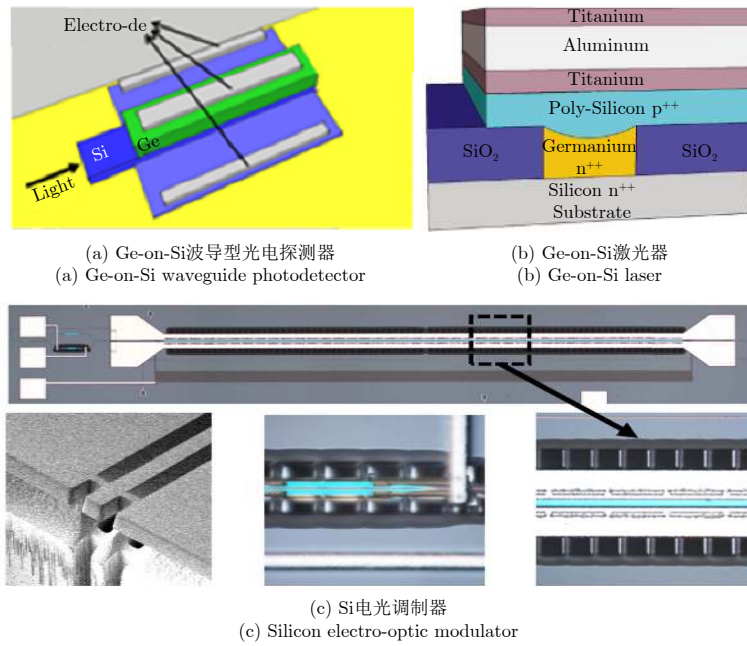 Electro-de
Si
Ge
Light
Titanium
Aluminum
Titanium
Poly-Silicon p++
SiO2
Germanium
n++
SiO2
Silicon n++
Substrate
(a) Ge-on-Si波导型光电探测器
(a) Ge-on-Si waveguide photodetector
(b) Ge-on-Si激光器
(b) Ge-on-Si laser
(c) Si电光调制器
(c) Silicon electro-optic modulator